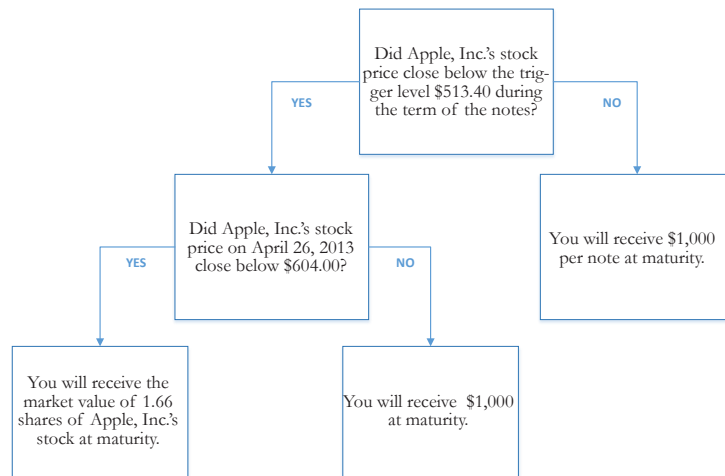 Did Apple, Inc.'s stock
price close below the trig-
ger level $513.40 during
the term of the notes?
YES
NO
Did Apple, Inc.'s stock
price on April 26, 2013
close below $604.00?
You will receive $1,000
per note at maturity.
YES
NO
You will receive the
market value of 1.66
shares of Apple, Inc.'s
stock at maturity.
You will receive $1,000
at maturity.